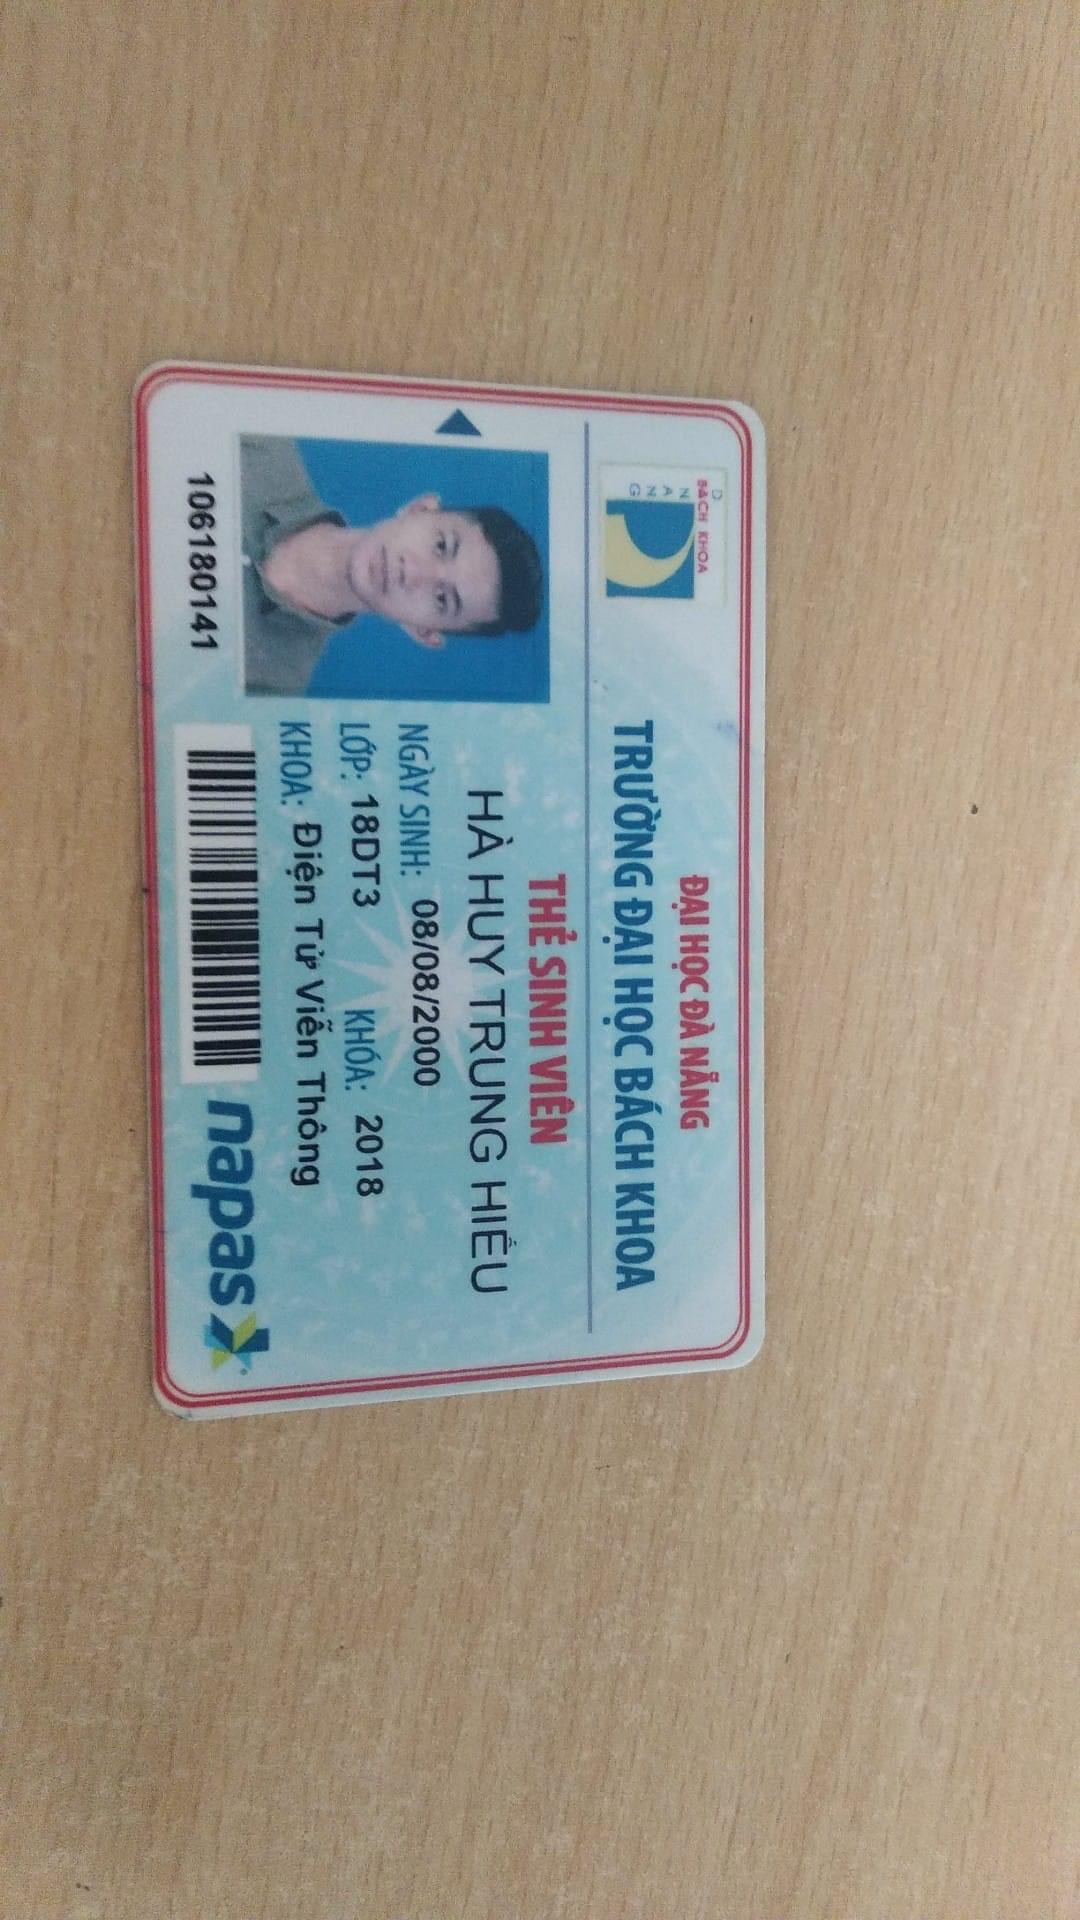 D
BÁCH KHOA
NANG
ĐẠI HỌC ĐÀ NẴNG
TRƯỜNG ĐẠI HỌC BÁCH KHOA
THẺ SINH VIÊN
HÀ HUY TRUNG HIẾU
NGÀY SINH: 08/08/2000
LỚP: 18DT3 KHÓA: 2018
KHOA: Điện Tử Viễn Thông
106180141
napas